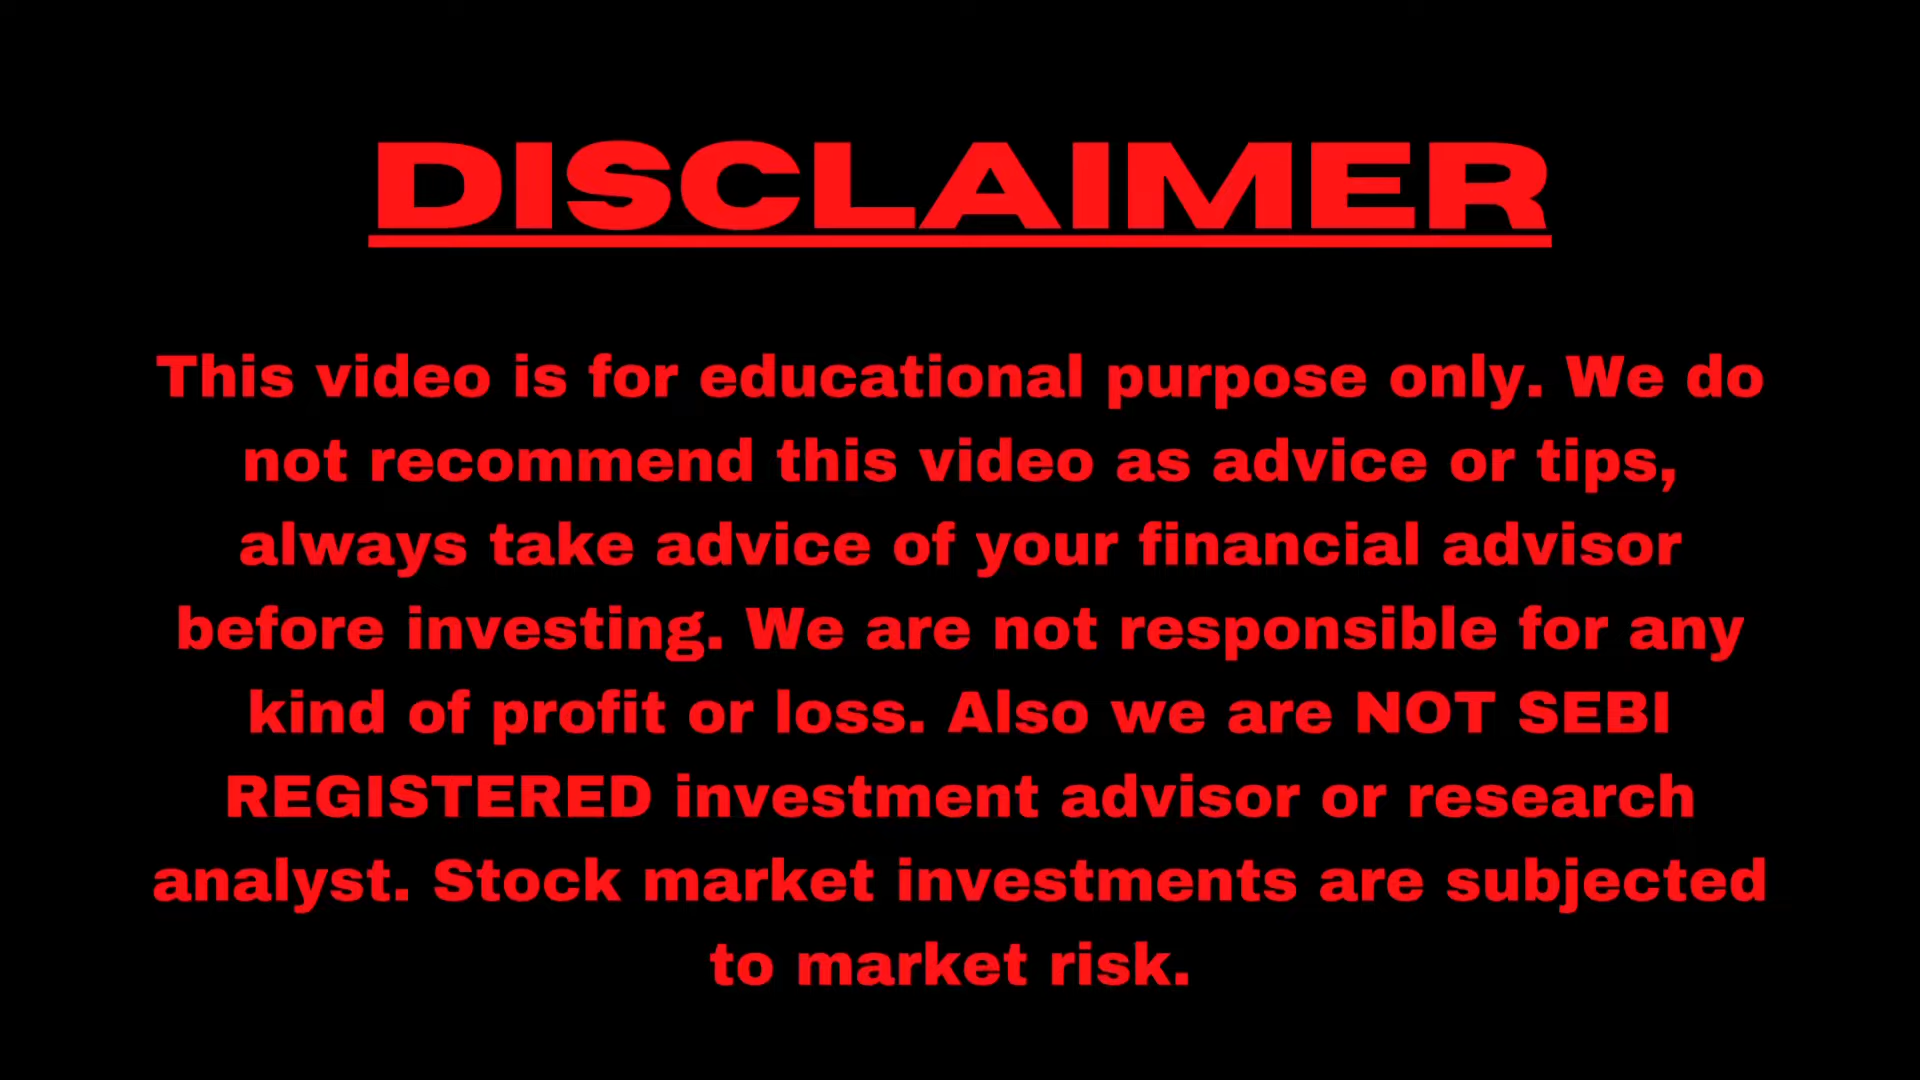 DISCLAIMER
This video is for educational purpose only. We do
not recommend this video as advice or tips,
always take advice of your financial advisor
before investing. We are not responsible for any
kind of profit or loss. Also we are NOT SEBI
REGISTERED investment advisor or research
analyst. Stock market investments are subjected
to market risk.